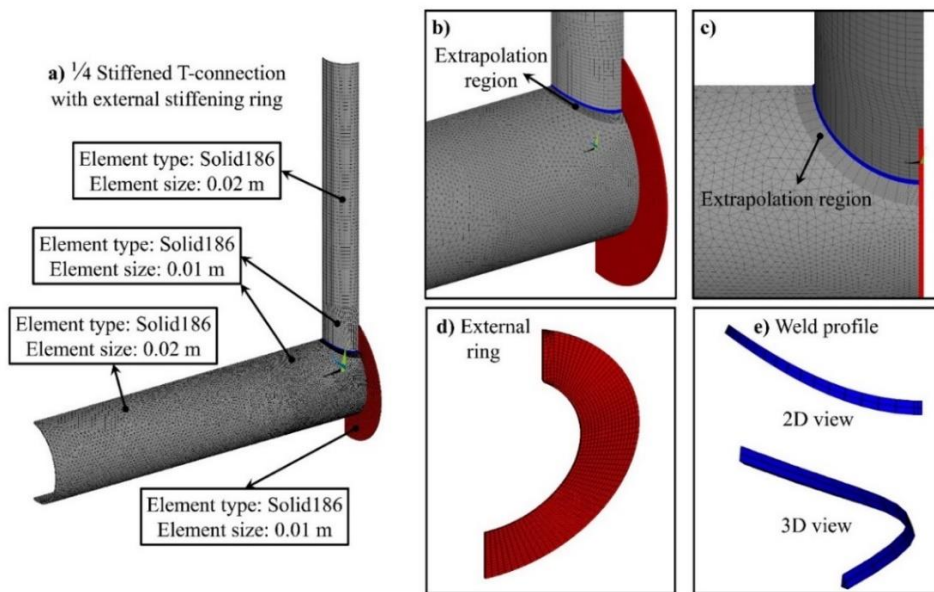 a) ¼ Stiffened T-connection
with external stiffening ring
Element type: Solid186
Element size: 0.02 m
Element type: Solid186
Element size: 0.01 m
Element type: Solid186
Element size: 0.02 m
Element type: Solid186
Element size: 0.01 m
b)
Extrapolation
region
c)
Extrapolation region
d) External
ring
e) Weld profile
2D view
3D view